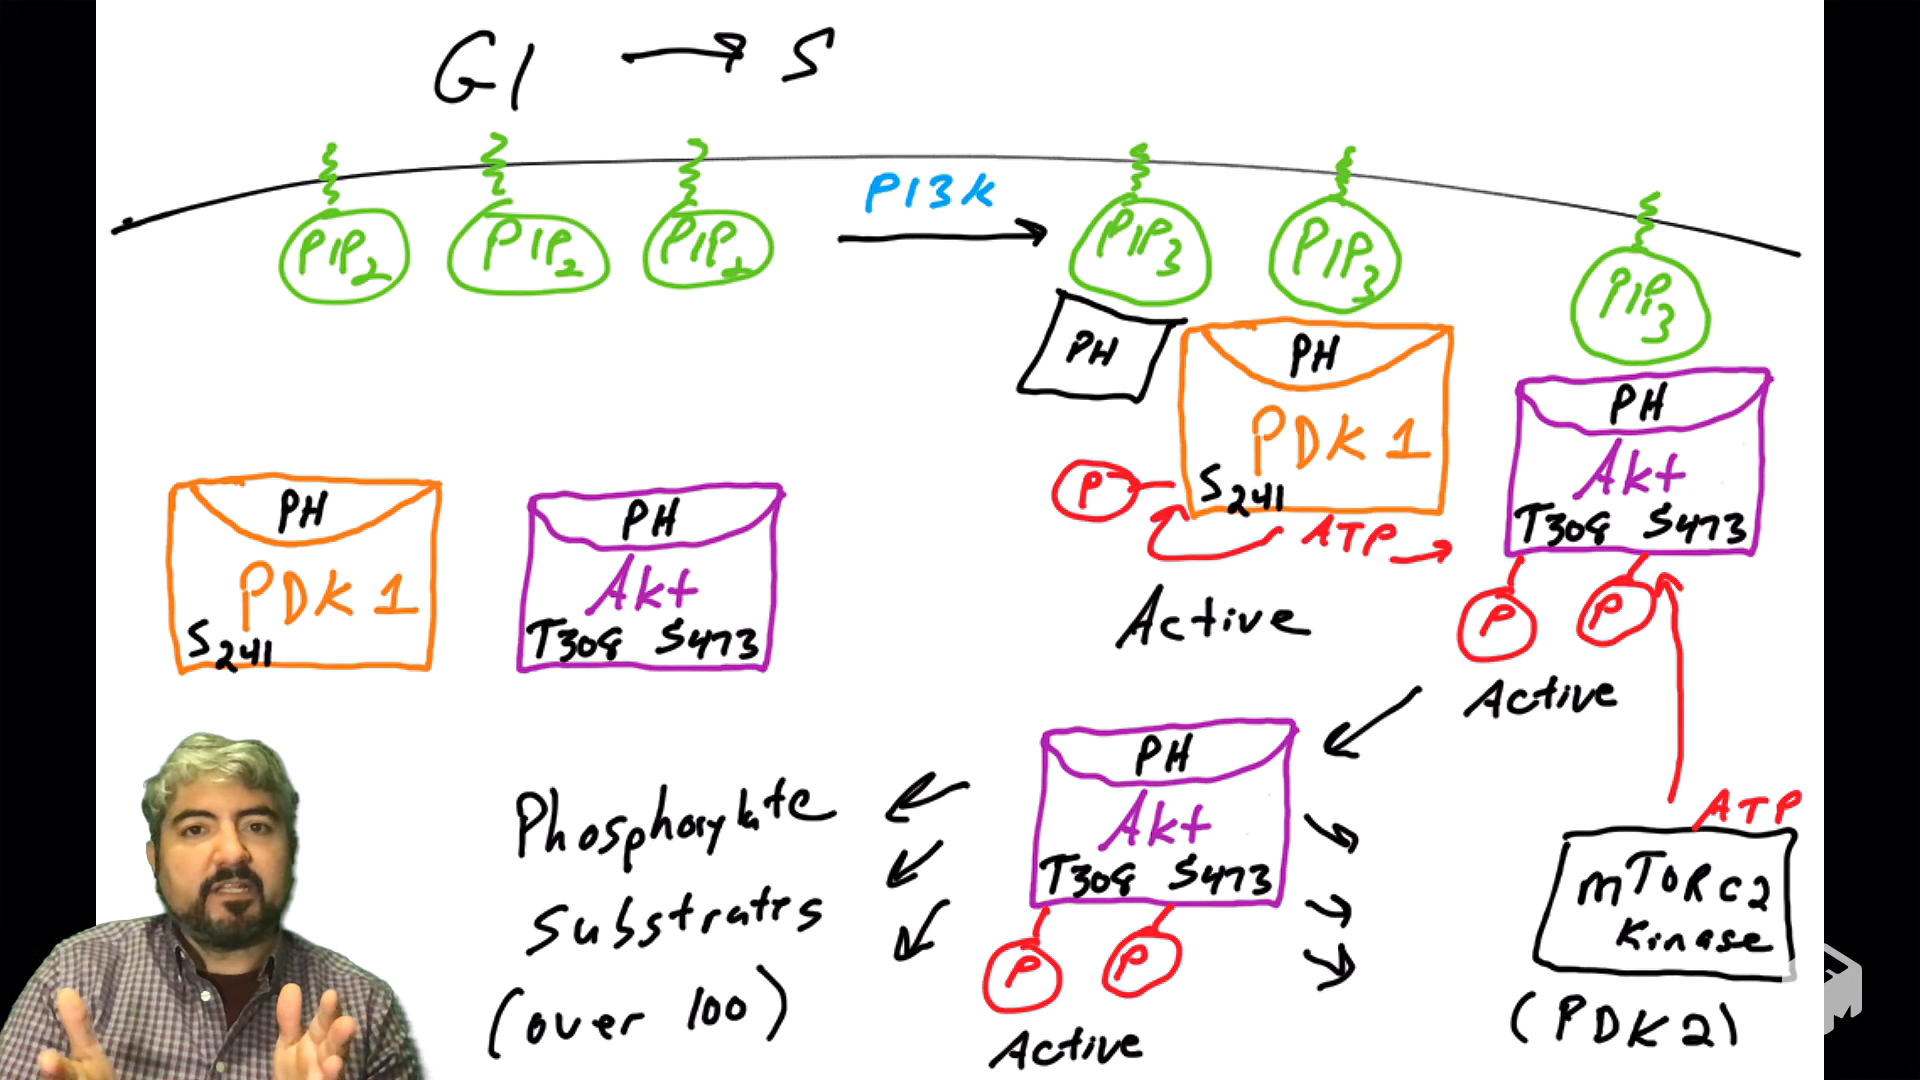 G1 → S
PI3K
PIP2 PIP2 PIP2 PIP3 PIP3 PIP3
PH
PH
PDK1
S241
P
ATP
Active
PH
Akt
T308 S473
P P
Active
PH
PDK1
S241
PH
Akt
T308 S473
PH
Akt
T308 S473
P P
Active
Phosphorylate
Substrates
(over 100)
ATP
mTORC2
Kinase
(PDK2)